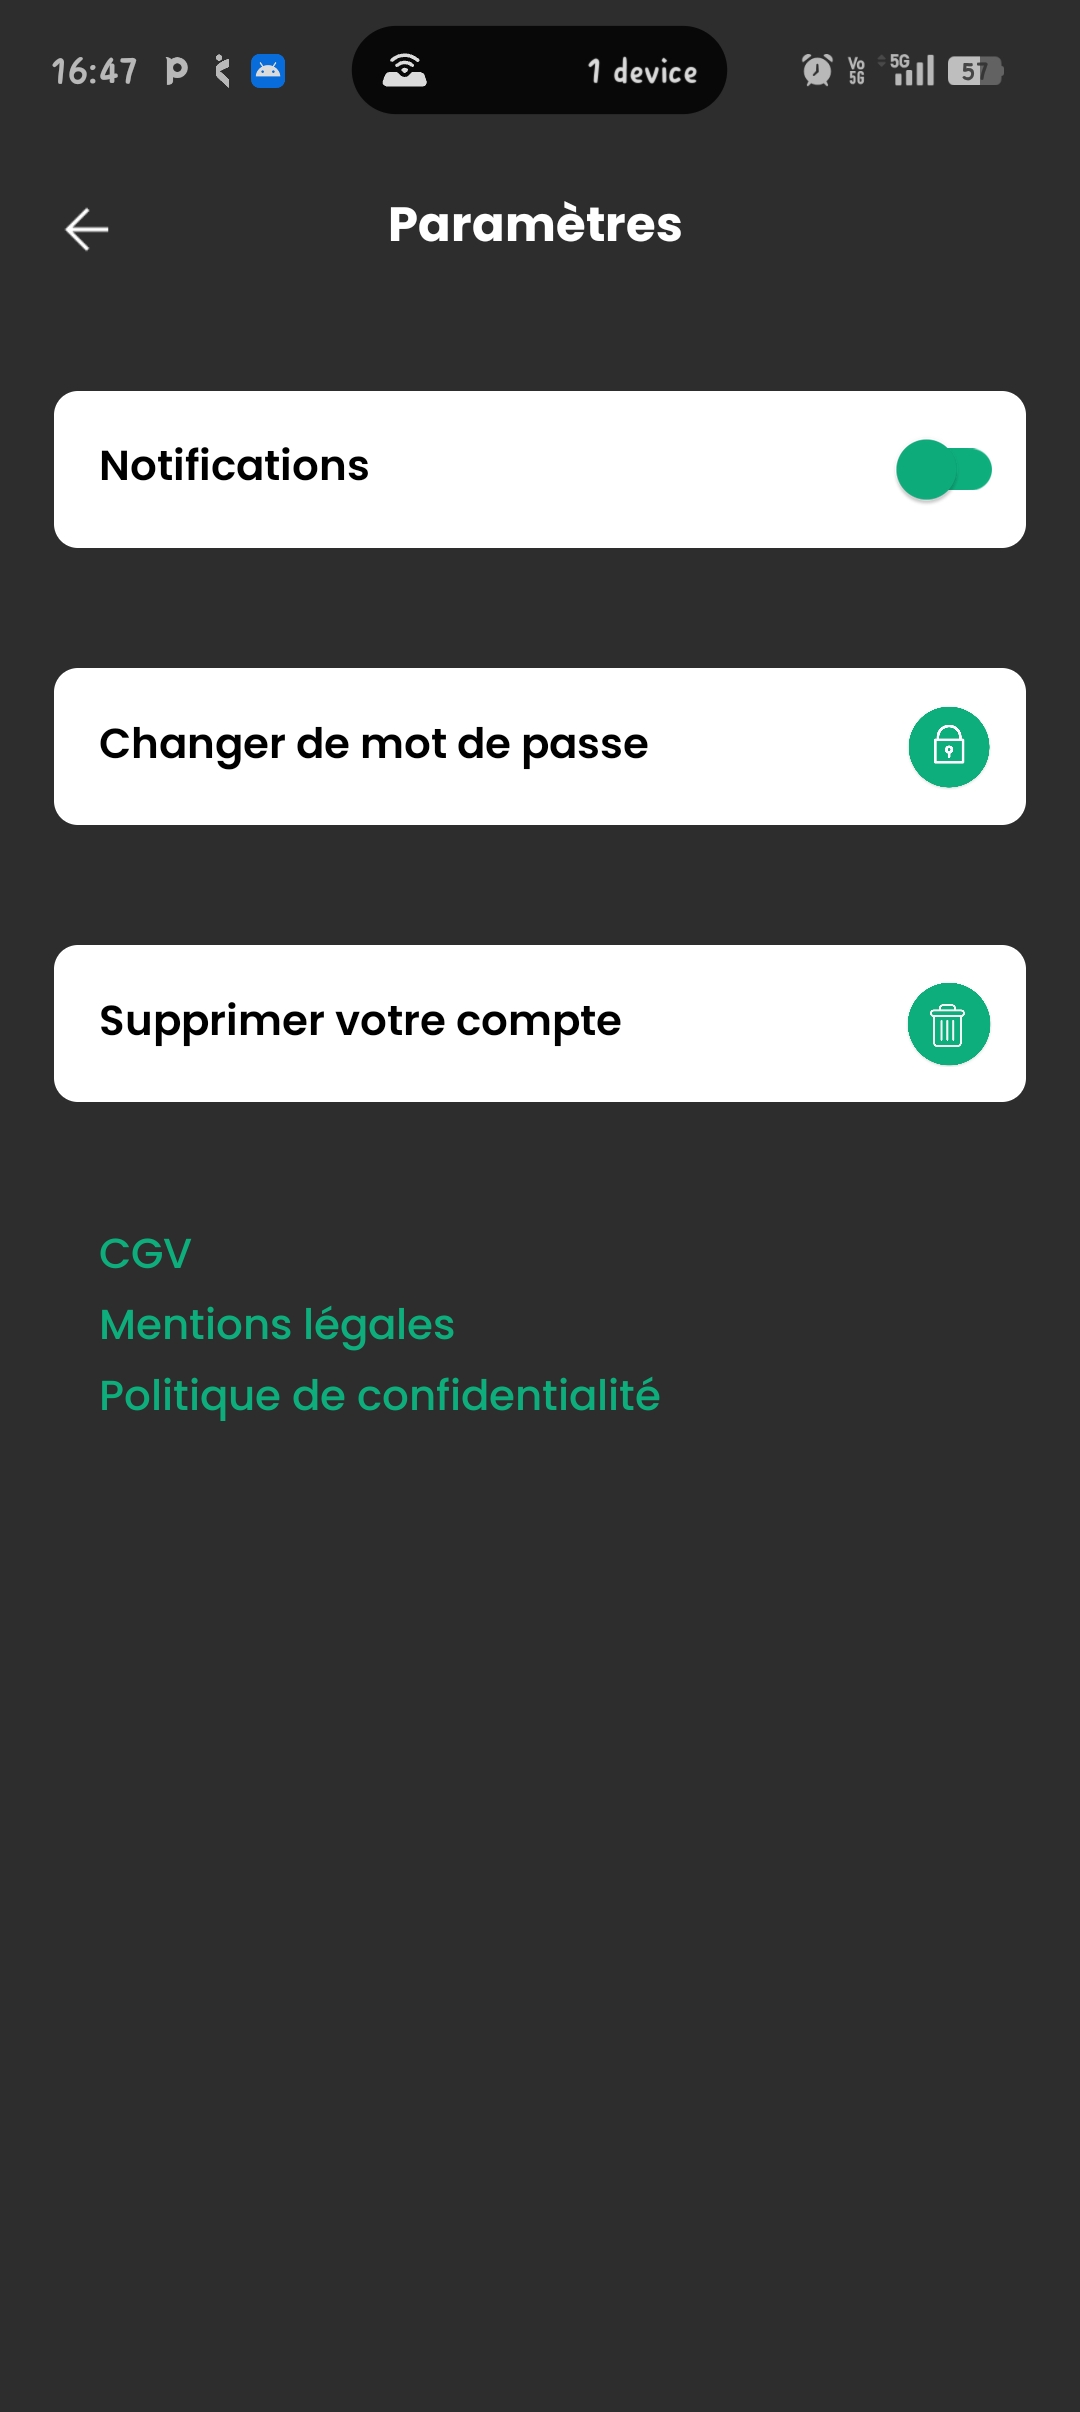 16:47
1 device
Vo 5G
5G
57
Paramètres
Notifications
Changer de mot de passe
Supprimer votre compte
CGV
Mentions légales
Politique de confidentialité